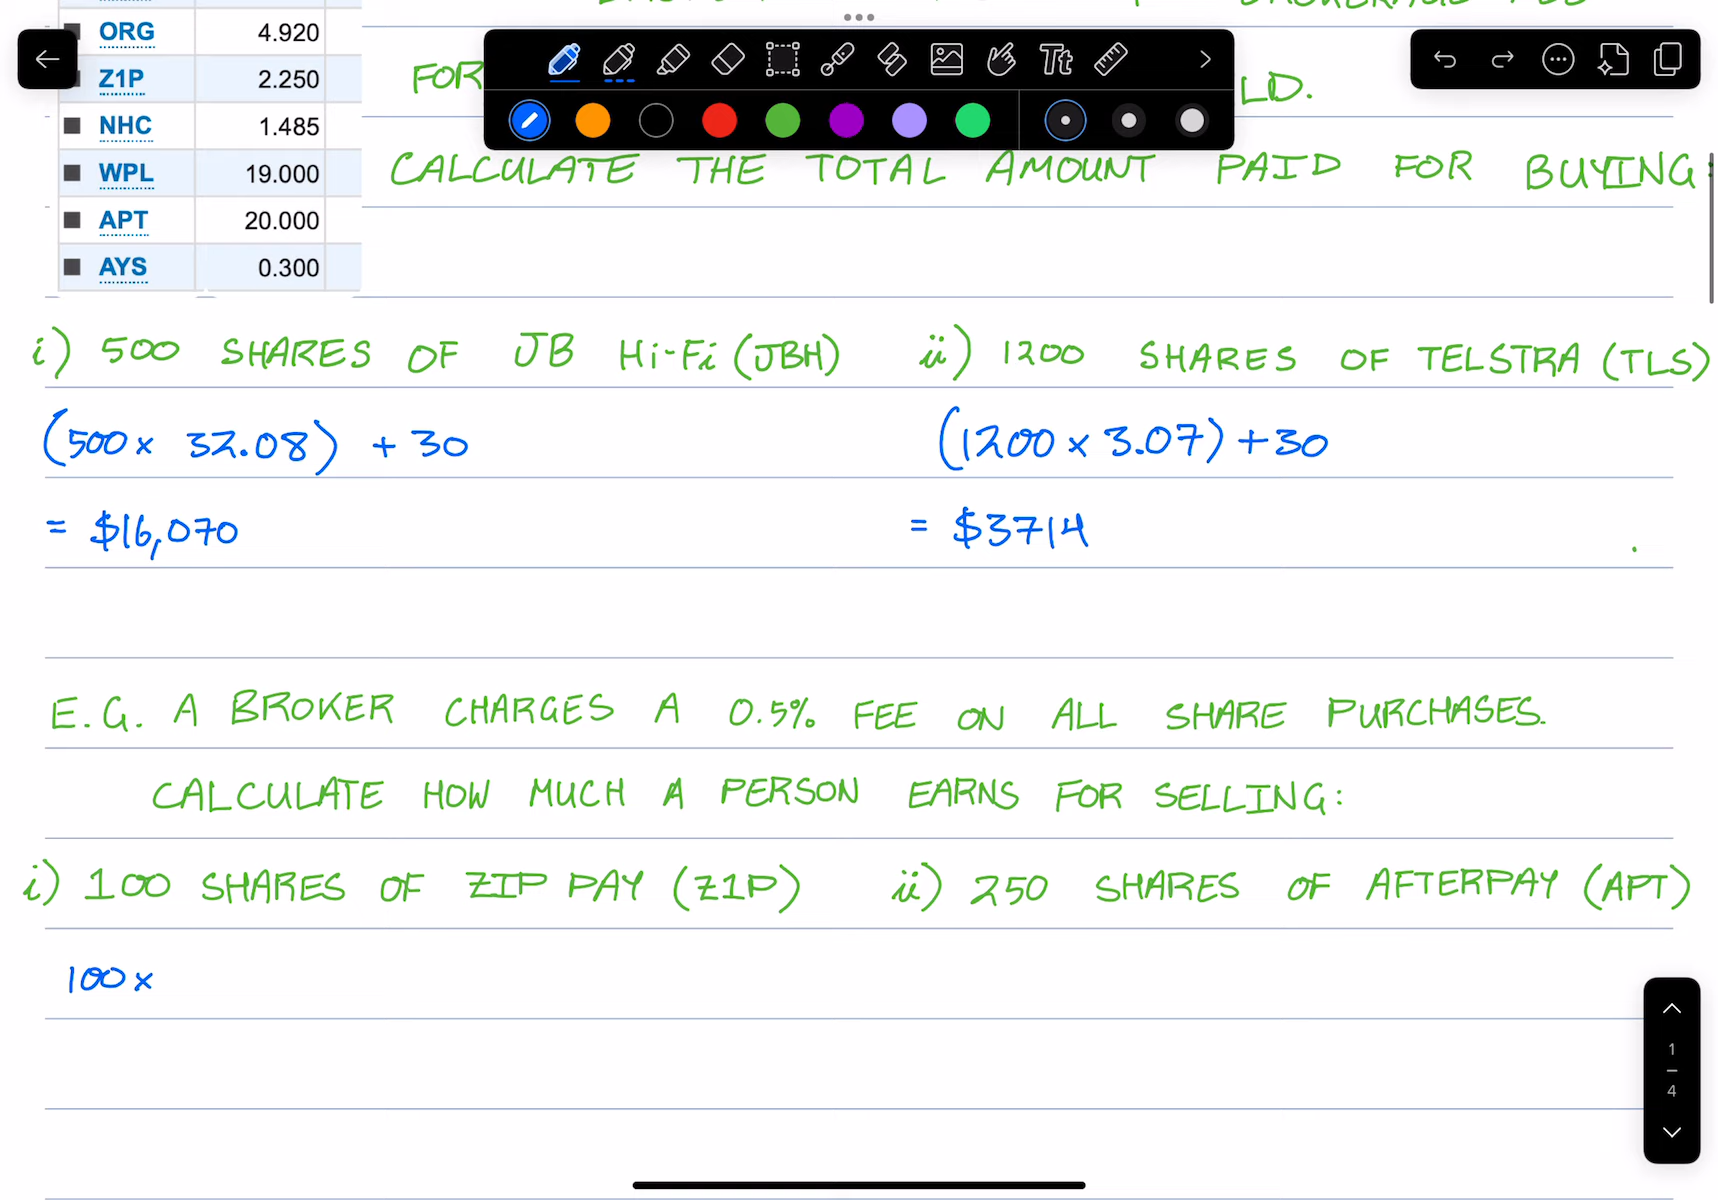 ORG 4.920
Z1P 2.250
NHC 1.485
WPL 19.000
APT 20.000
AYS 0.300
FOR LD.
CALCULATE THE TOTAL AMOUNT PAID FOR BUYING:
i) 500 SHARES OF JB Hi-Fi (JBH) ii) 1200 SHARES OF TELSTRA (TLS)
(500 x 32.08) + 30 (1200 x 3.07) + 30
= $16,070 = $3714
E.G. A BROKER CHARGES A 0.5% FEE ON ALL SHARE PURCHASES.
CALCULATE HOW MUCH A PERSON EARNS FOR SELLING:
i) 100 SHARES OF ZIP PAY (Z1P) ii) 250 SHARES OF AFTERPAY (APT)
100 x
Tt
1
4